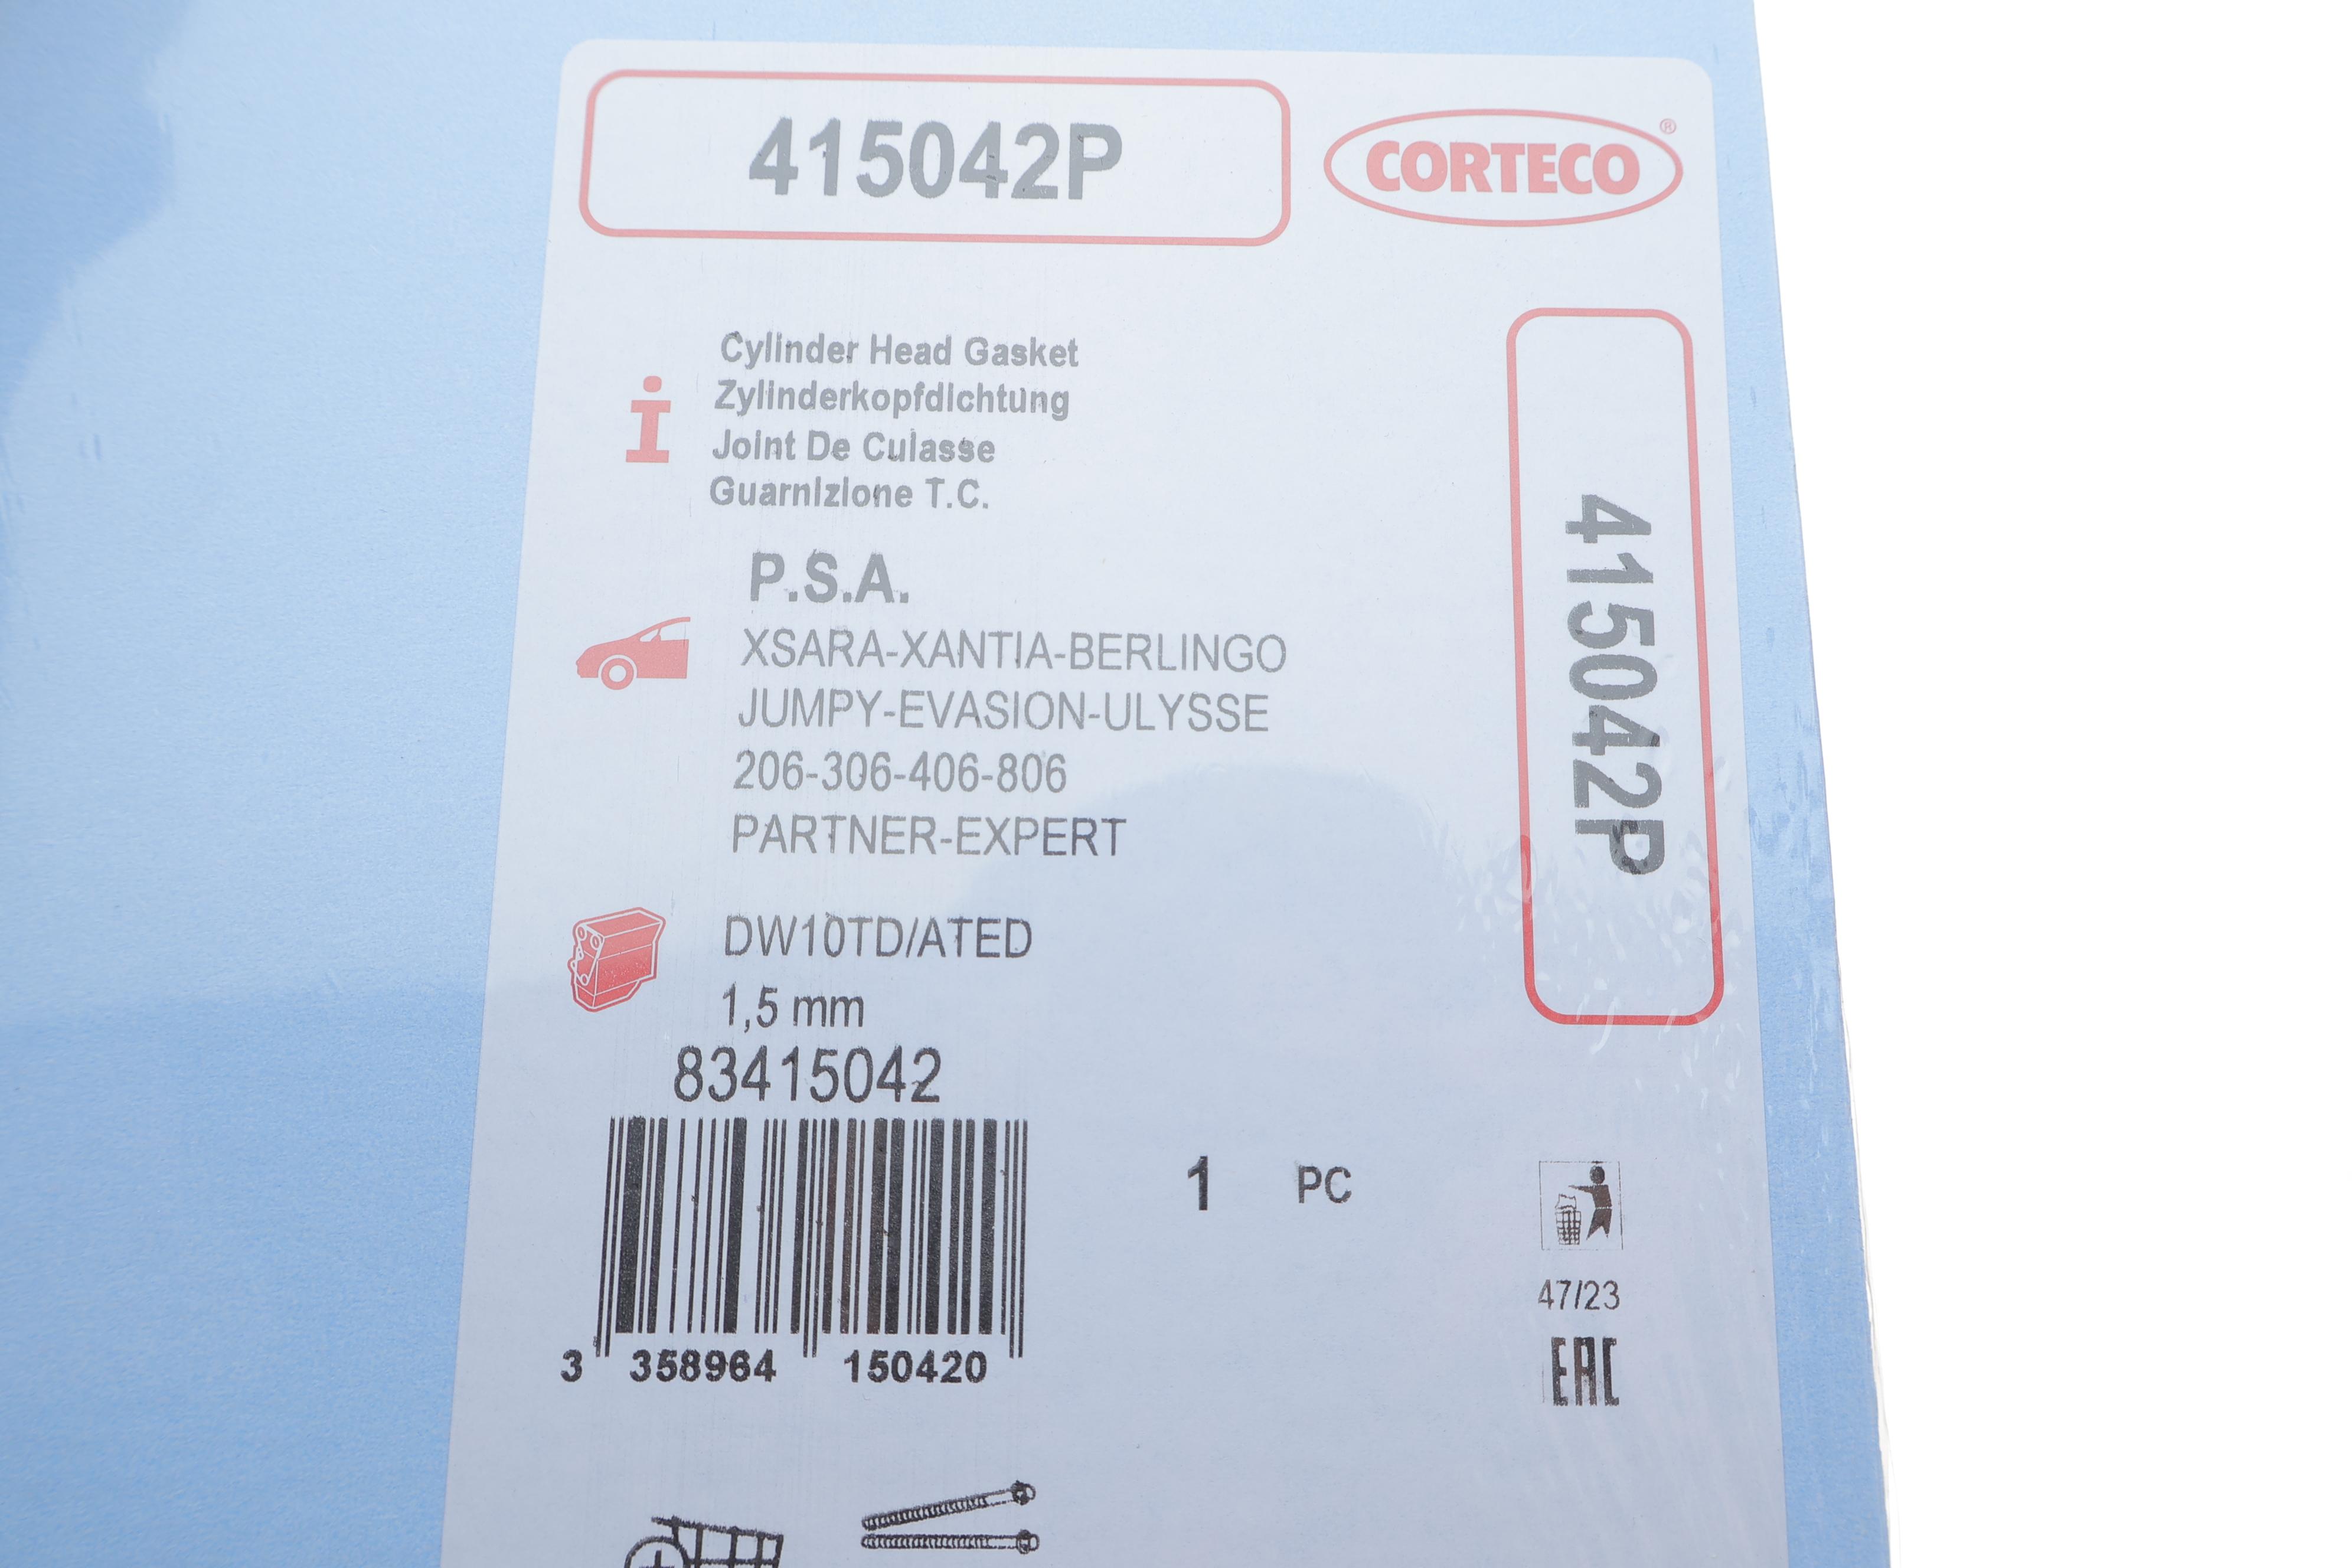 415042P
CORTECO®
Cylinder Head Gasket
Zylinderkopfdichtung
Joint De Culasse
Guarnizione T.C.
P.S.A.
XSARA-XANTIA-BERLINGO
JUMPY-EVASION-ULYSSE
206-306-406-806
PARTNER-EXPERT
415042P
DW10TD/ATED
1,5 mm
83415042
1 PC
47/23
EAC
3 358964 150420